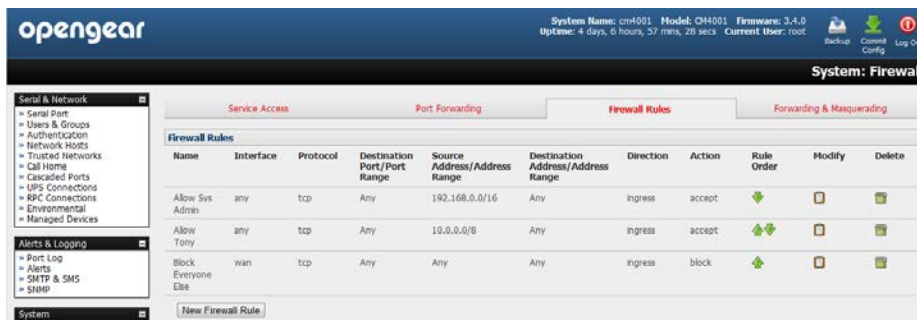 opengear
System Name: cm4001 Model: CM4001 Firmware: 3.4.0
Uptime: 4 days, 6 hours, 57 mins, 28 secs Current User: root
Backup
Commit Config
Log O
System: Firewal
Serial & Network
Serial Port
Users & Groups
Authentication
Network Hosts
Trusted Networks
Call Home
Cascaded Ports
UPS Connections
RPC Connections
Environmental
Managed Devices
Alerts & Logging
Port Log
Alerts
SMTP & SMS
SNMP
System
Service Access
Port Forwarding
Firewall Rules
Forwarding & Masquerading
Firewall Rules
Name Interface Protocol Destination Port/Port Range Source Address/Address Range Destination Address/Address Range Direction Action Rule Order Modify Delete
Allow Sys Admin any tcp Any 192.168.0.0/16 Any ingress accept
Allow Tony any tcp Any 10.0.0.0/8 Any ingress accept
Block Everyone Else wan tcp Any Any Any ingress block
New Firewall Rule